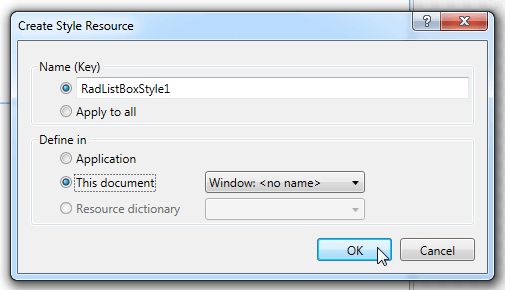 Create Style Resource
?
Name (Key)
RadListBoxStyle1
Apply to all
Define in
Application
This document Window: <no name>
Resource dictionary
OK Cancel